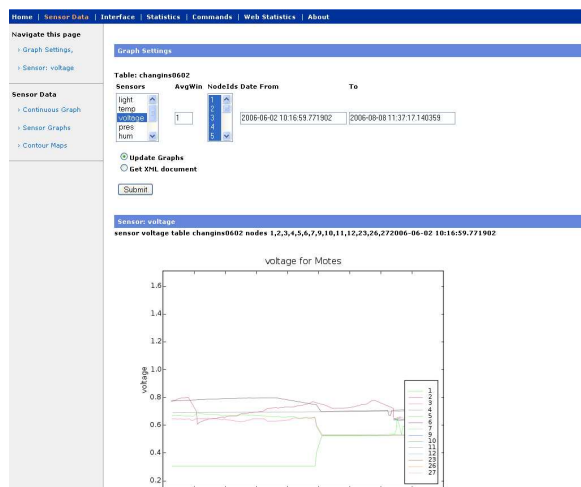 Home | Sensor Data | Interface | Statistics | Commands | Web Statistics | About
Navigate this page
› Graph Settings,
› Sensor: voltage
Sensor Data
› Continuous Graph
› Sensor Graphs
› Contour Maps
Graph Settings
Table: changins0602
Sensors AvgWin NodeIds Date From To
light
temp
voltage
pres
hum
1
1
2
3
4
5
2006-06-02 10:16:59.771902
2006-08-08 11:37:17.140359
Update Graphs
Get XML document
Submit
Sensor: voltage
sensor voltage table changins0602 nodes 1,2,3,4,5,6,7,9,10,11,12,23,26,272006-06-02 10:16:59.771902
voltage for Motes
1.6
1.4
1.2
1.0
0.8
0.6
0.4
0.2
voltage
1
2
3
4
5
6
7
9
10
11
12
23
26
27